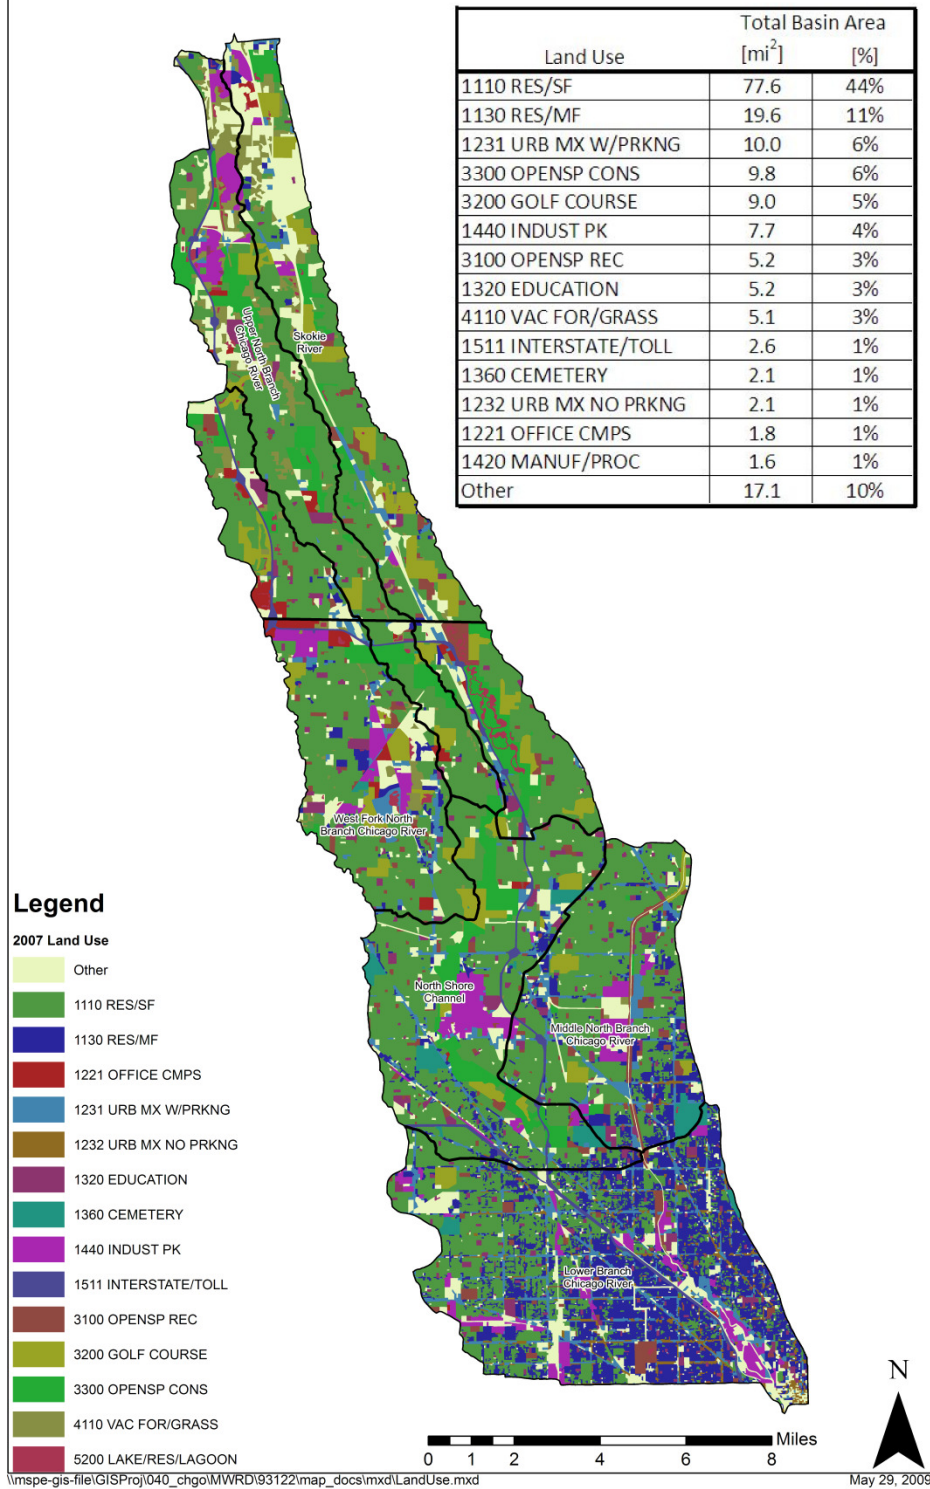 Total Basin Area
Land Use [mi²] [%]
1110 RES/SF 77.6 44%
1130 RES/MF 19.6 11%
1231 URB MX W/PRKNG 10.0 6%
3300 OPENSP CONS 9.8 6%
3200 GOLF COURSE 9.0 5%
1440 INDUST PK 7.7 4%
3100 OPENSP REC 5.2 3%
1320 EDUCATION 5.2 3%
4110 VAC FOR/GRASS 5.1 3%
1511 INTERSTATE/TOLL 2.6 1%
1360 CEMETERY 2.1 1%
1232 URB MX NO PRKNG 2.1 1%
1221 OFFICE CMPS 1.8 1%
1420 MANUF/PROC 1.6 1%
Other 17.1 10%
Upper North Branch
Chicago River
Skokie
River
West Fork North
Branch Chicago River
North Shore
Channel
Middle North Branch
Chicago River
Lower Branch
Chicago River
Legend
2007 Land Use
Other
1110 RES/SF
1130 RES/MF
1221 OFFICE CMPS
1231 URB MX W/PRKNG
1232 URB MX NO PRKNG
1320 EDUCATION
1360 CEMETERY
1440 INDUST PK
1511 INTERSTATE/TOLL
3100 OPENSP REC
3200 GOLF COURSE
3300 OPENSP CONS
4110 VAC FOR/GRASS
5200 LAKE/RES/LAGOON
N
Miles
0 1 2 4 6 8
\\mspe-gis-file\GISProj\040_chgo\MWRD\93122\map_docs\mxd\LandUse.mxd
May 29, 2009